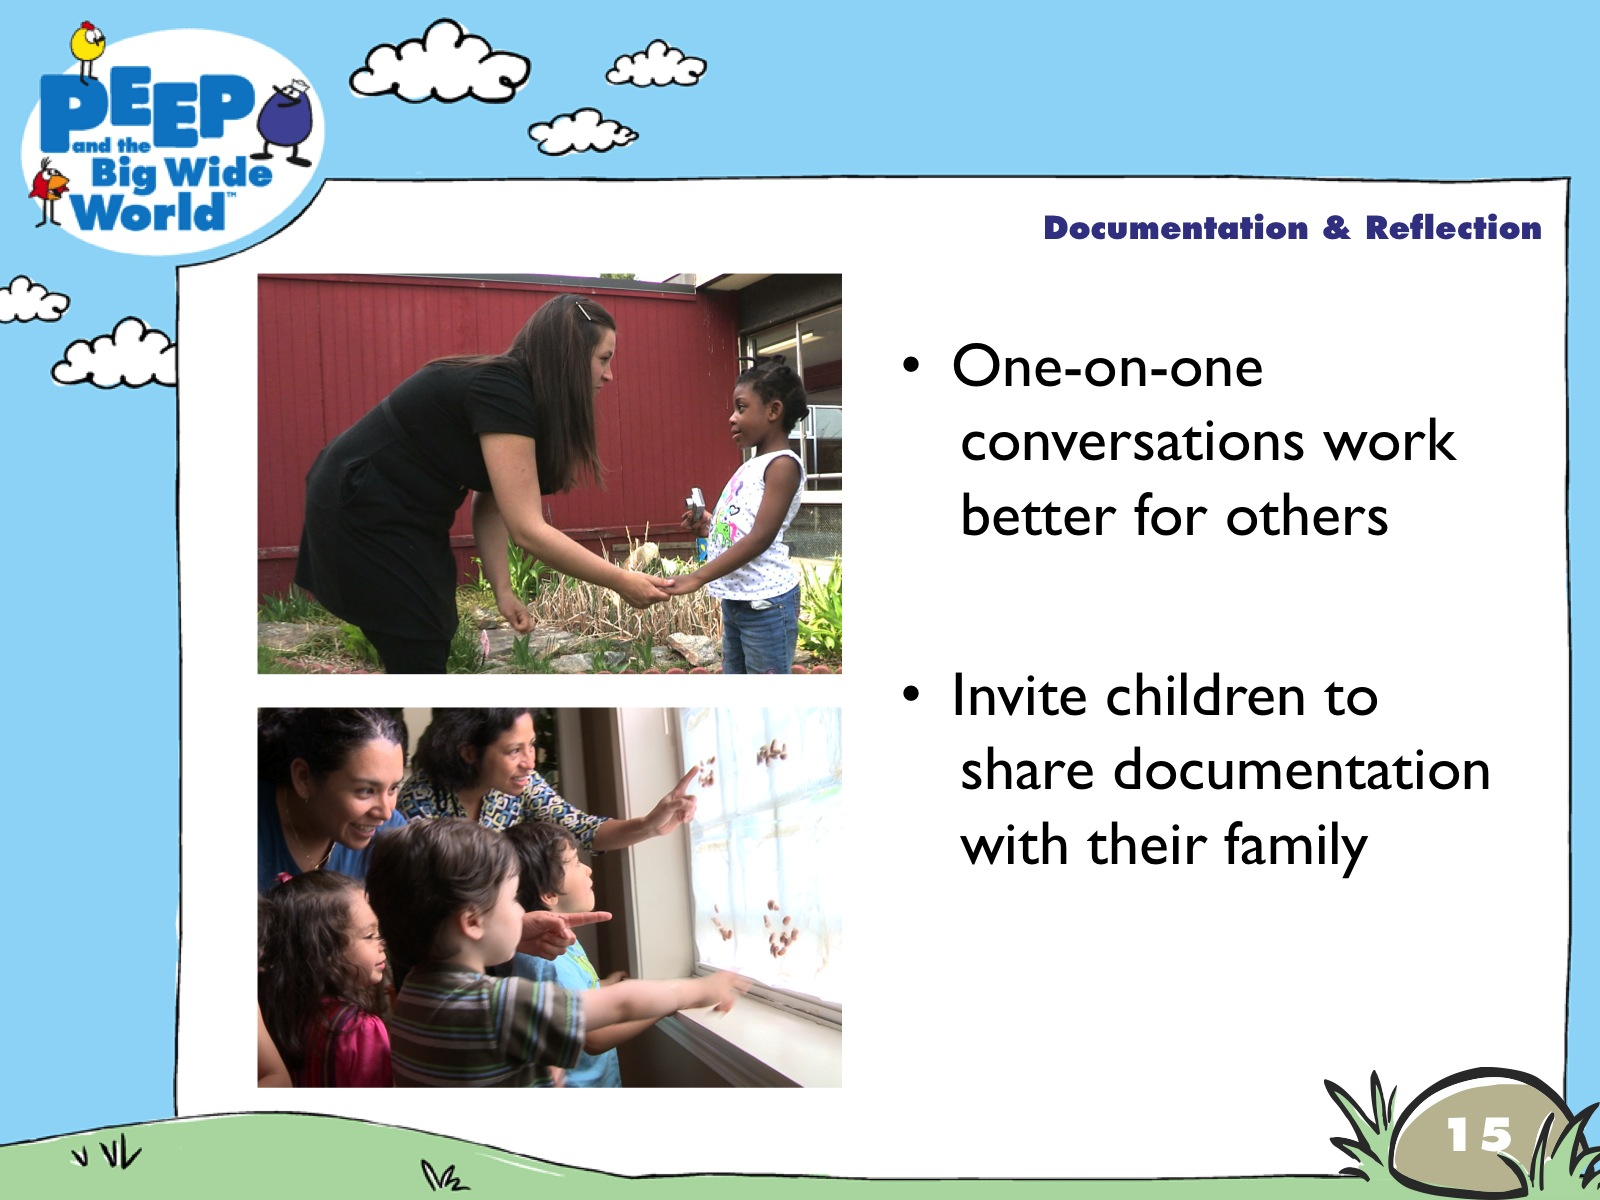 PEEP
and the
Big Wide
World™
Documentation & Reflection
• One-on-one
conversations work
better for others
• Invite children to
share documentation
with their family
15